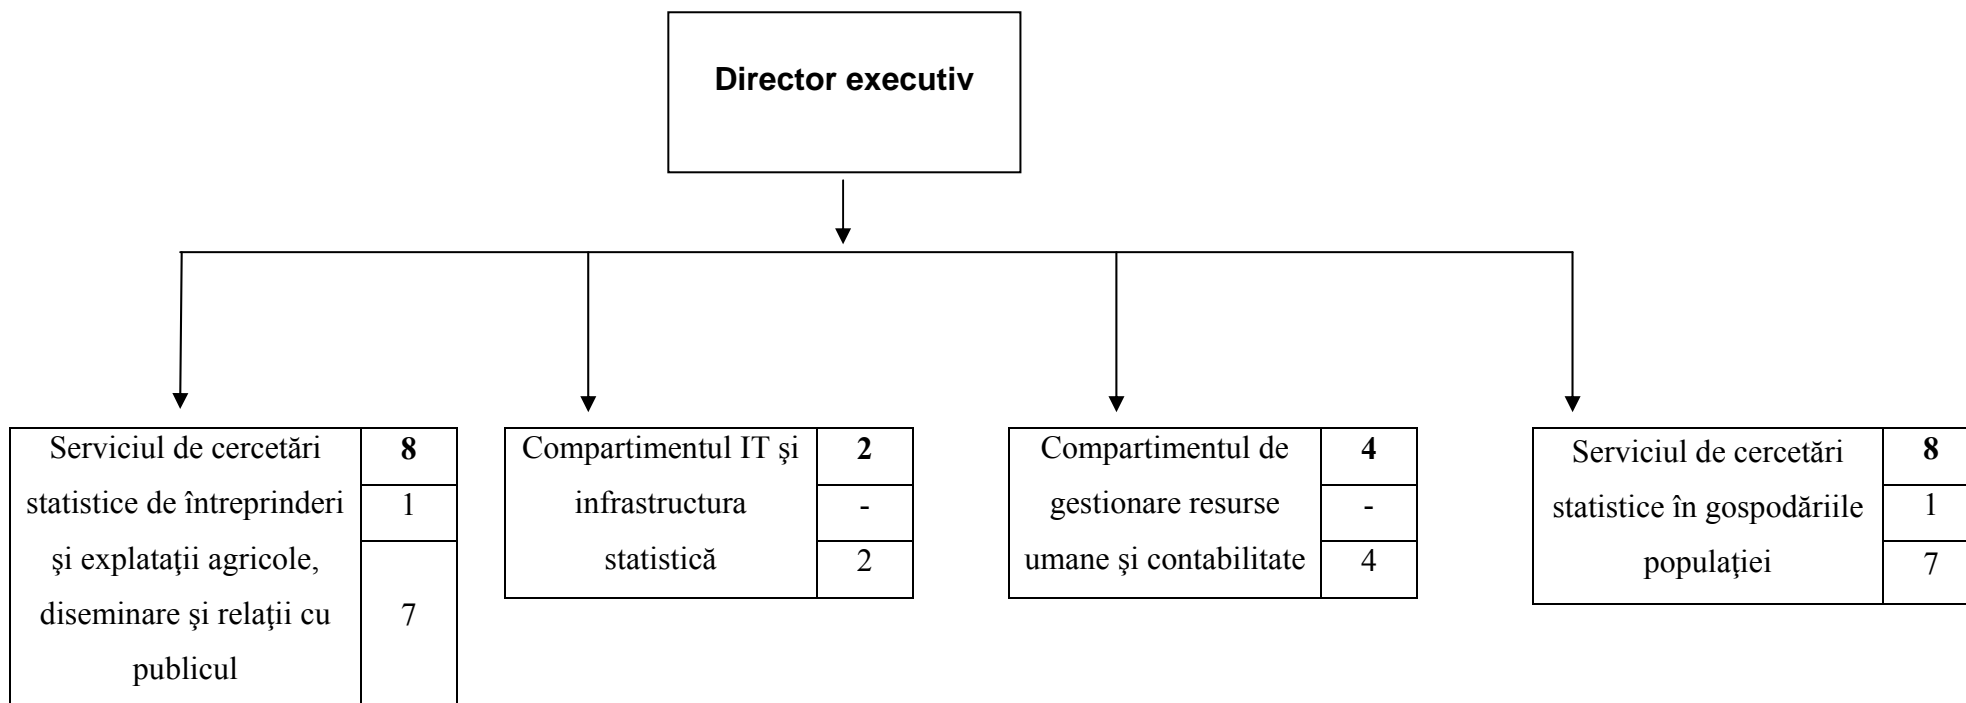 Director executiv
Serviciul de cercetări
statistice de întreprinderi
şi explataţii agricole,
diseminare şi relaţii cu
publicul
8
1
7
Compartimentul IT şi
infrastructura
statistică
2
-
2
Compartimentul de
gestionare resurse
umane şi contabilitate
4
-
4
Serviciul de cercetări
statistice în gospodăriile
populaţiei
8
1
7